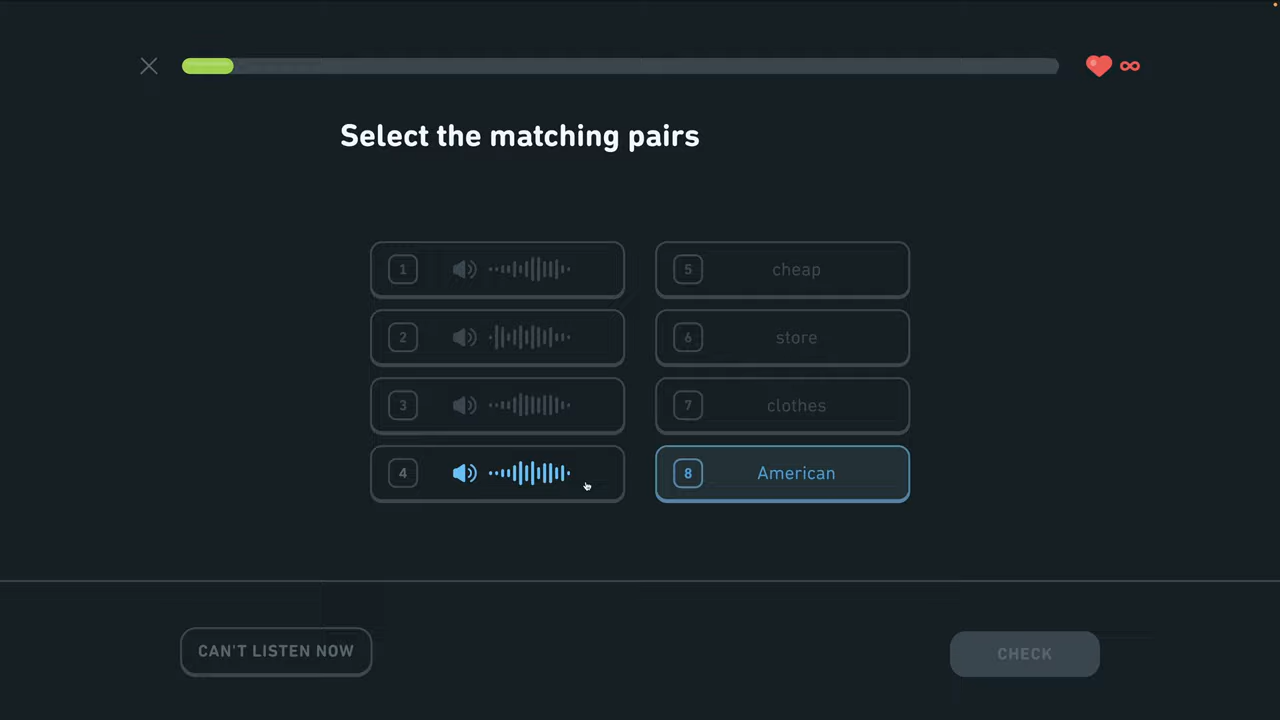 ∞
Select the matching pairs
1
5 cheap
2
6 store
3
7 clothes
4
8 American
CAN'T LISTEN NOW
CHECK